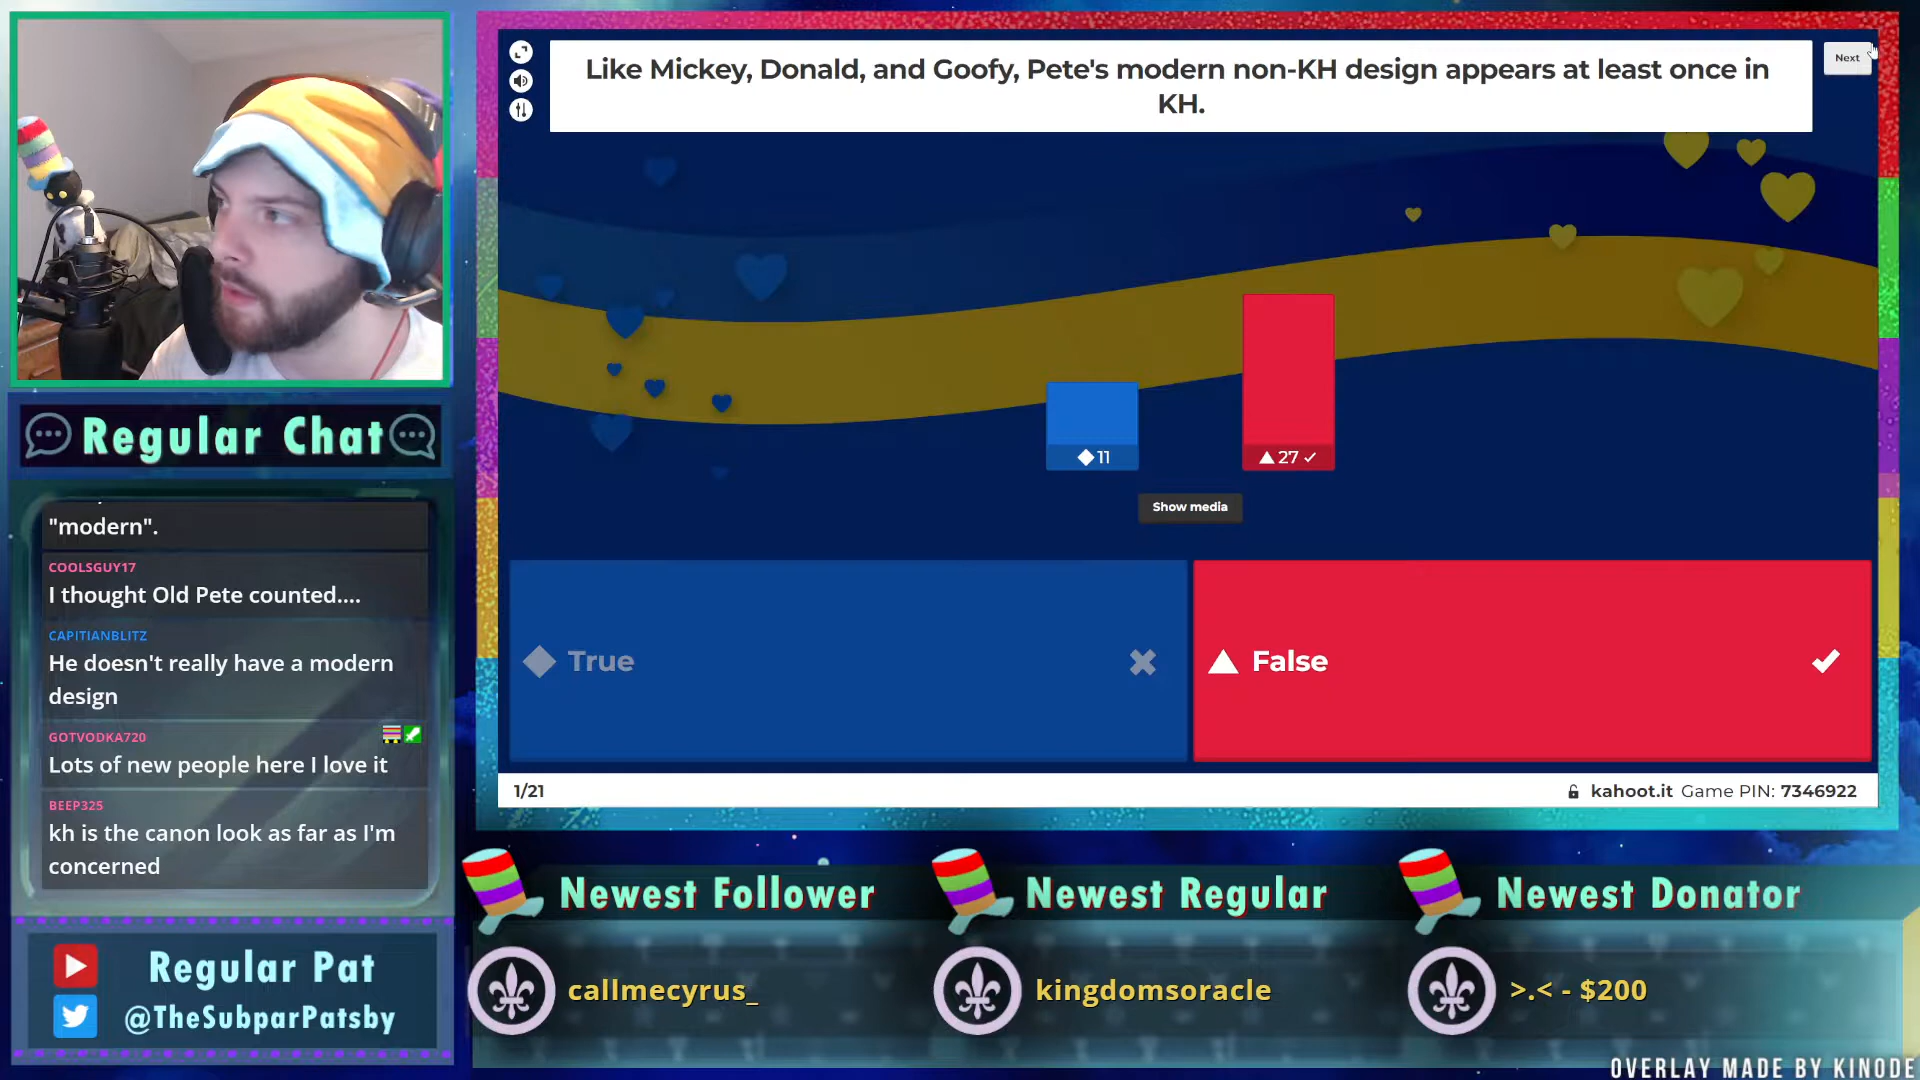 Like Mickey, Donald, and Goofy, Pete's modern non-KH design appears at least once in
KH.
Next
11
27
Show media
True
False
1/21
kahoot.it Game PIN: 7346922
Regular Chat
"modern".
COOLSGUY17
I thought Old Pete counted....
CAPITIANBLITZ
He doesn't really have a modern
design
GOTVODKA720
Lots of new people here I love it
BEEP325
kh is the canon look as far as I'm
concerned
Regular Pat
@TheSubparPatsby
Newest Follower
callmecyrus_
Newest Regular
kingdomsoracle
Newest Donator
>.< - $200
OVERLAY MADE BY KINODE